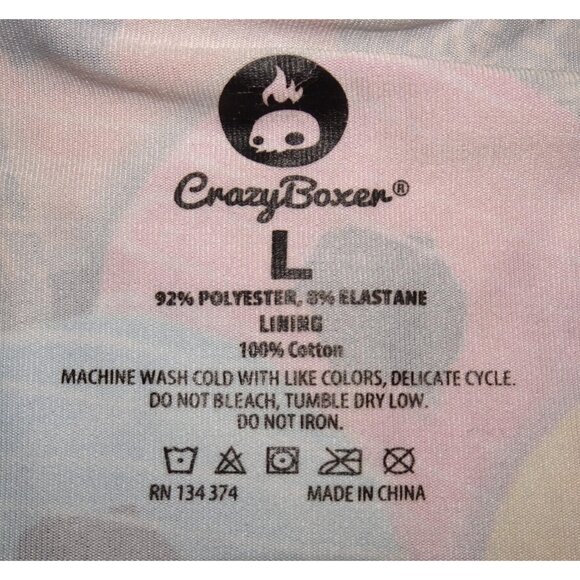 CrazyBoxer®
L
92% POLYESTER, 8% ELASTANE
LINING
100% Cotton
MACHINE WASH COLD WITH LIKE COLORS, DELICATE CYCLE.
DO NOT BLEACH, TUMBLE DRY LOW.
DO NOT IRON.
RN 134 374 MADE IN CHINA